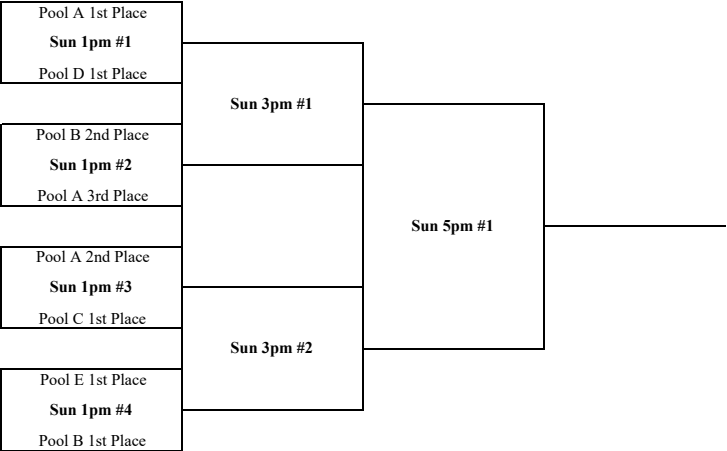 Pool A 1st Place
Sun 1pm #1
Pool D 1st Place
Sun 3pm #1
Pool B 2nd Place
Sun 1pm #2
Pool A 3rd Place
Sun 5pm #1
Pool A 2nd Place
Sun 1pm #3
Pool C 1st Place
Sun 3pm #2
Pool E 1st Place
Sun 1pm #4
Pool B 1st Place